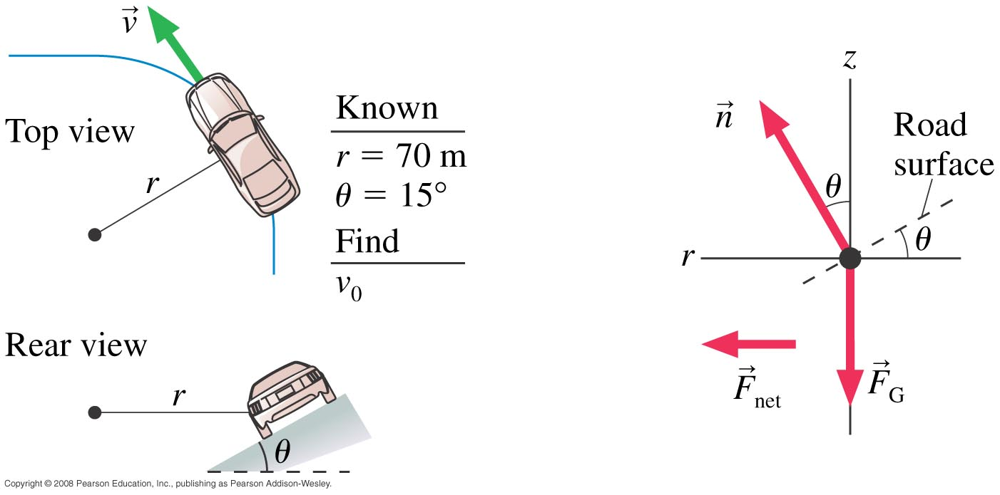 v⃗
Top view
r
Known
r = 70 m
θ = 15°
Find
v₀
Rear view
r
θ
z
n⃗
θ
Road
surface
θ
r
F⃗net
F⃗G
Copyright © 2008 Pearson Education, Inc., publishing as Pearson Addison-Wesley.